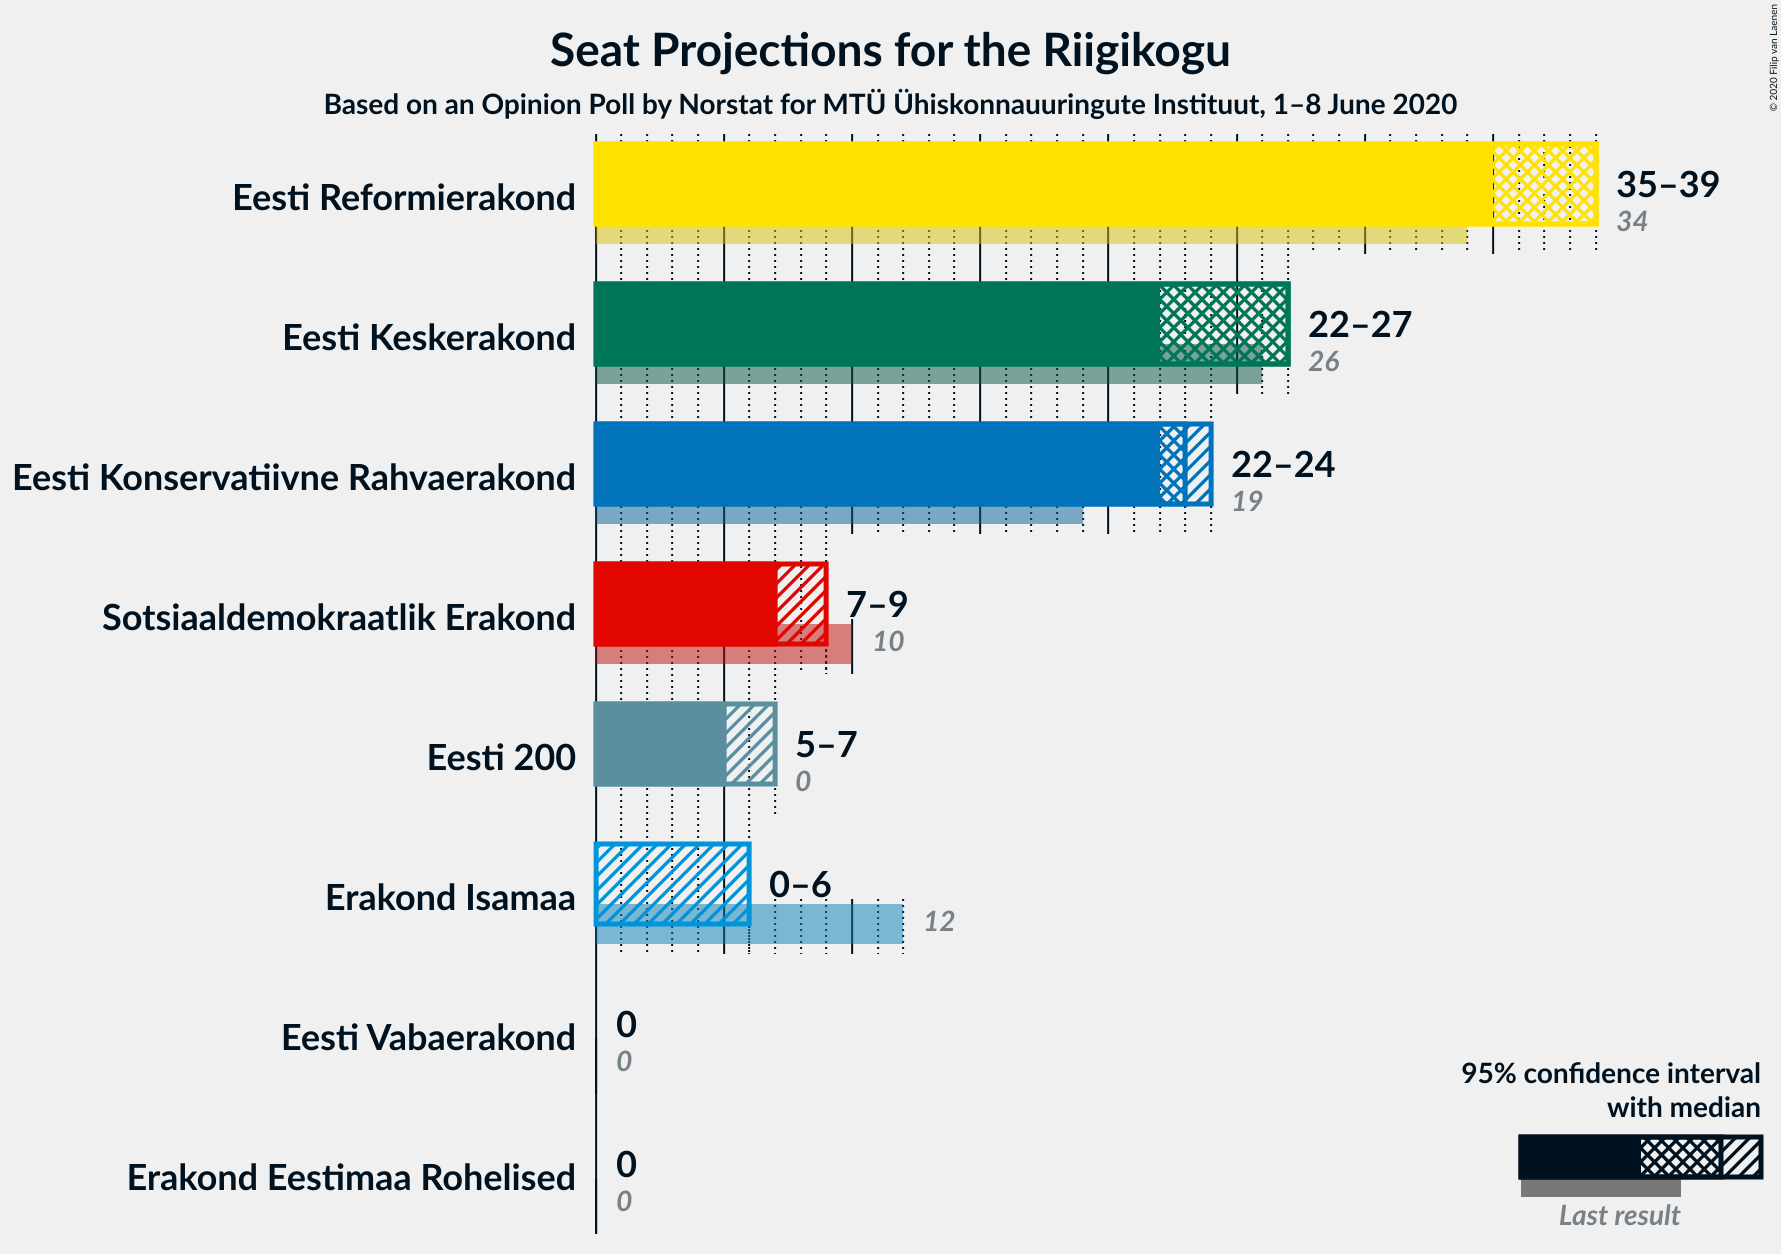 Seat Projections for the Riigikogu
Based on an Opinion Poll by Norstat for MTÜ Ühiskonnauuringute Instituut, 1–8 June 2020
© 2020 Filip van Laenen
Eesti Reformierakond
35–39
34
Eesti Keskerakond
22–27
26
Eesti Konservatiivne Rahvaerakond
22–24
19
Sotsiaaldemokraatlik Erakond
7–9
10
Eesti 200
5–7
0
Erakond Isamaa
0–6
12
Eesti Vabaerakond
0
0
Erakond Eestimaa Rohelised
0
0
95% confidence interval
with median
Last result